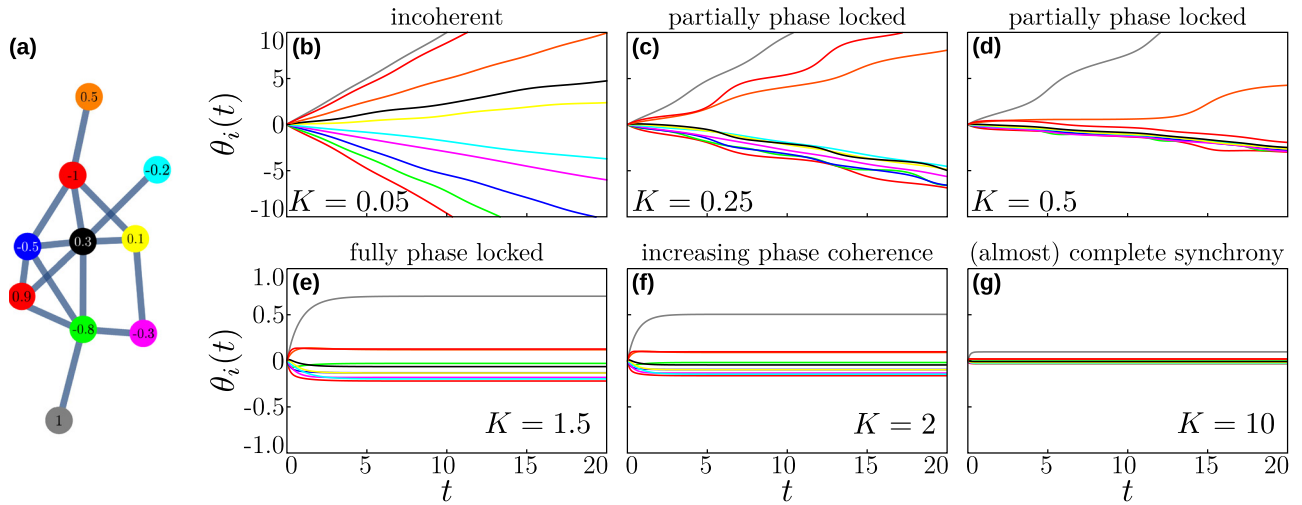 incoherent
partially phase locked
partially phase locked
(a)
(b)
(c)
(d)
10
5
0
-5
-10
θi(t)
K = 0.05
K = 0.25
K = 0.5
0.5
-1
-0.2
-0.5
0.3
0.1
0.9
-0.8
-0.3
1
fully phase locked
increasing phase coherence
(almost) complete synchrony
(e)
(f)
(g)
1.0
0.5
0
-0.5
-1.0
θi(t)
K = 1.5
K = 2
K = 10
0 5 10 15 20
0 5 10 15 20
0 5 10 15 20
t
t
t